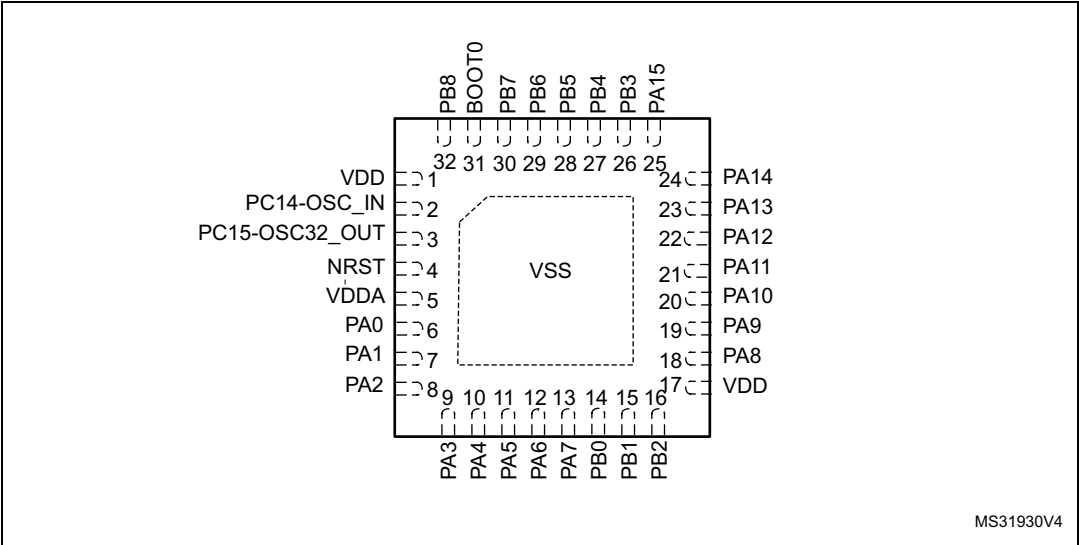 PB8
BOOT0
PB7
PB6
PB5
PB4
PB3
PA15
32 31 30 29 28 27 26 25
VDD 1
PC14-OSC_IN 2
PC15-OSC32_OUT 3
NRST 4
VDDA 5
PA0 6
PA1 7
PA2 8
VSS
24 PA14
23 PA13
22 PA12
21 PA11
20 PA10
19 PA9
18 PA8
17 VDD
9 10 11 12 13 14 15 16
PA3
PA4
PA5
PA6
PA7
PB0
PB1
PB2
MS31930V4